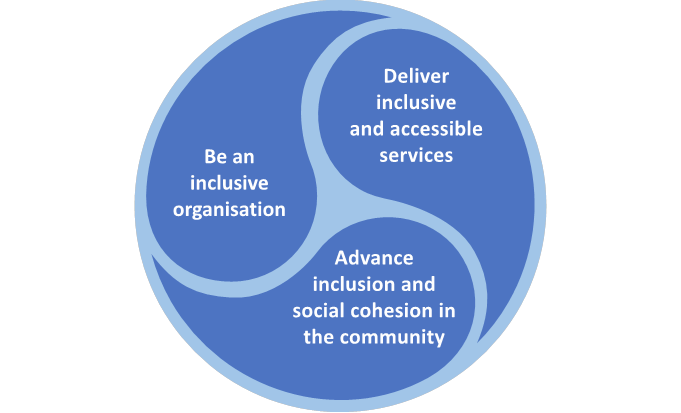 Deliver
inclusive
and accessible
services
Be an
inclusive
organisation
Advance
inclusion and
social cohesion in
the community